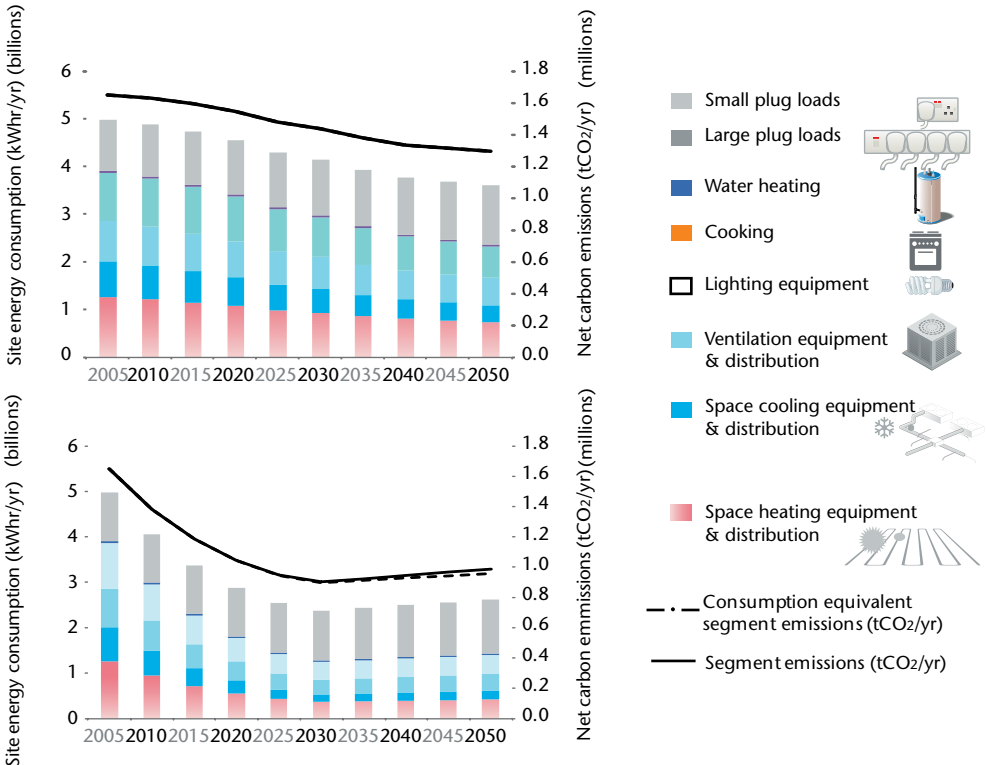 Site energy consumption (kWhr/yr) (billions)
6
5
4
3
2
1
0
1.8
1.6
1.4
1.2
1.0
0.8
0.6
0.4
0.2
0.0
Net carbon emissions (tCO2/yr) (millions)
2005 2010 2015 2020 2025 2030 2035 2040 2045 2050
Site energy consumption (kWhr/yr) (billions)
6
5
4
3
2
1
0
1.8
1.6
1.4
1.2
1.0
0.8
0.6
0.4
0.2
0.0
Net carbon emmissions (tCO2/yr) (millions)
2005 2010 2015 2020 2025 2030 2035 2040 2045 2050
Small plug loads
Large plug loads
Water heating
Cooking
Lighting equipment
Ventilation equipment
& distribution
Space cooling equipment
& distribution
Space heating equipment
& distribution
Consumption equivalent
segment emissions (tCO2/yr)
Segment emissions (tCO2/yr)